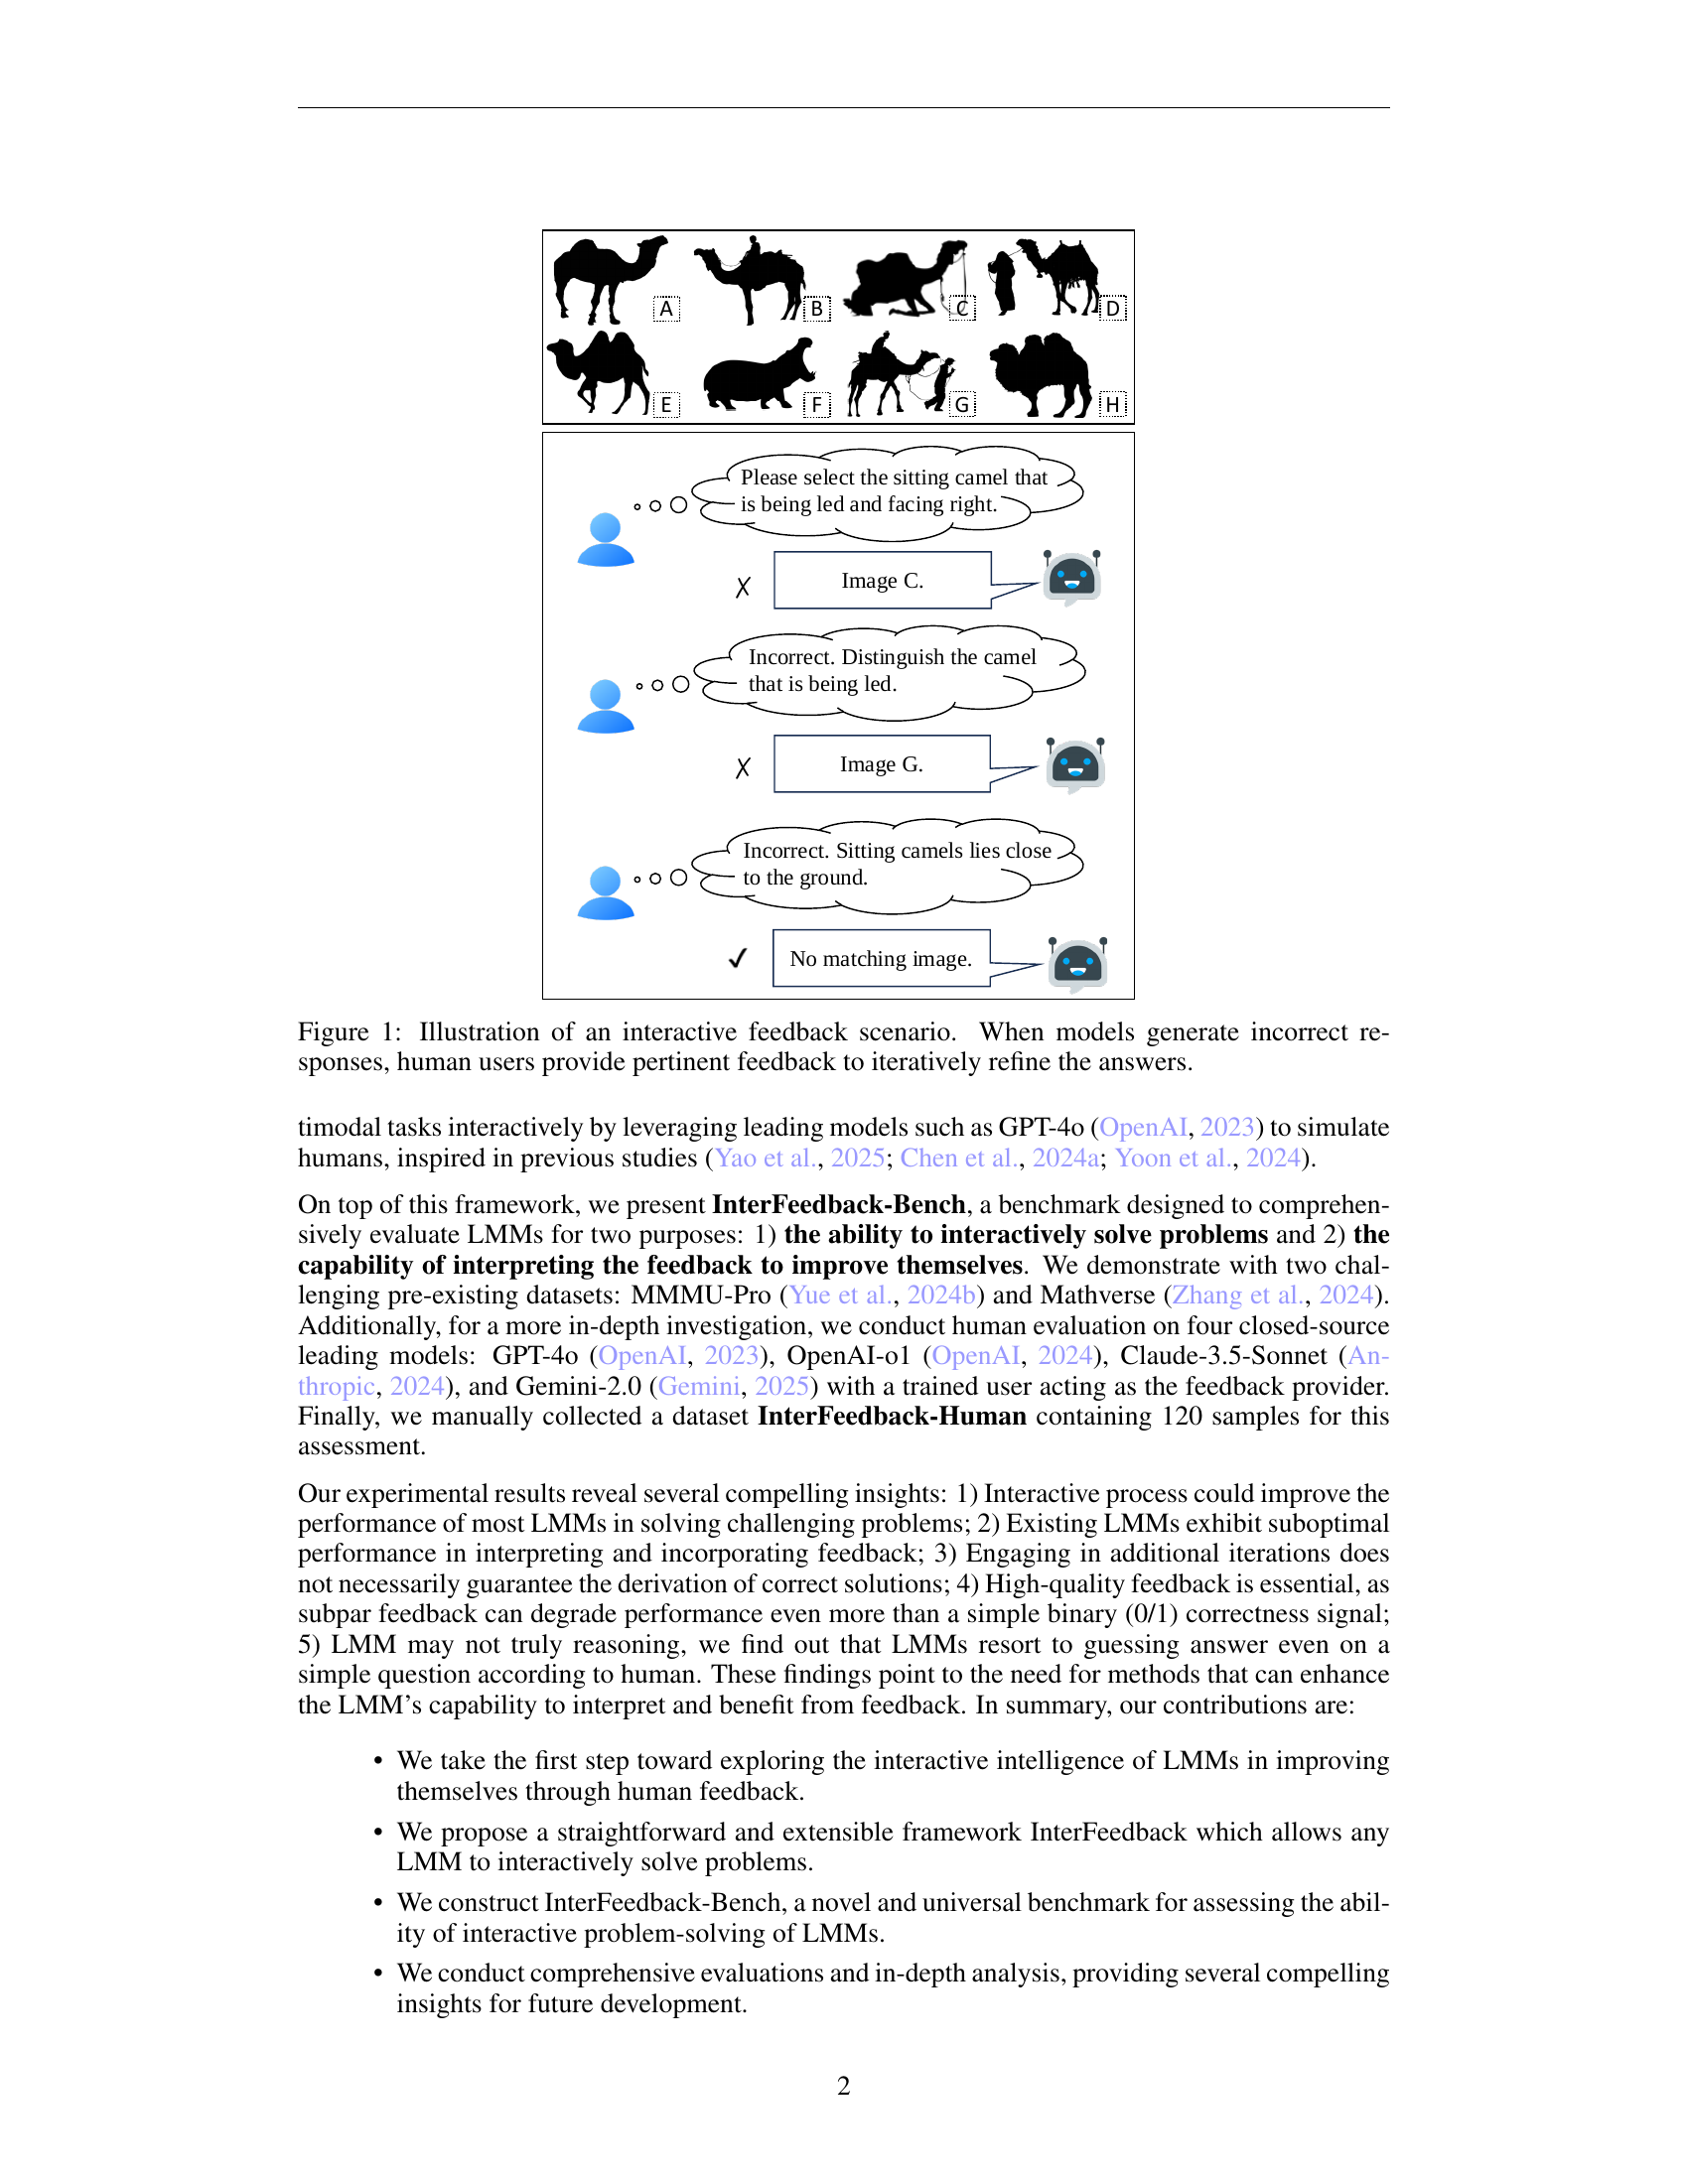 A
B
C
D
E
F
G
H
Please select the sitting camel that
is being led and facing right.
Image C.
Incorrect. Distinguish the camel
that is being led.
Image G.
Incorrect. Sitting camels lies close
to the ground.
No matching image.
Figure 1: Illustration of an interactive feedback scenario. When models generate incorrect re-
sponses, human users provide pertinent feedback to iteratively refine the answers.
timodal tasks interactively by leveraging leading models such as GPT-4o (OpenAI, 2023) to simulate
humans, inspired in previous studies (Yao et al., 2025; Chen et al., 2024a; Yoon et al., 2024).
On top of this framework, we present InterFeedback-Bench, a benchmark designed to comprehen-
sively evaluate LMMs for two purposes: 1) the ability to interactively solve problems and 2) the
capability of interpreting the feedback to improve themselves. We demonstrate with two chal-
lenging pre-existing datasets: MMMU-Pro (Yue et al., 2024b) and Mathverse (Zhang et al., 2024).
Additionally, for a more in-depth investigation, we conduct human evaluation on four closed-source
leading models: GPT-4o (OpenAI, 2023), OpenAI-o1 (OpenAI, 2024), Claude-3.5-Sonnet (An-
thropic, 2024), and Gemini-2.0 (Gemini, 2025) with a trained user acting as the feedback provider.
Finally, we manually collected a dataset InterFeedback-Human containing 120 samples for this
assessment.
Our experimental results reveal several compelling insights: 1) Interactive process could improve the
performance of most LMMs in solving challenging problems; 2) Existing LMMs exhibit suboptimal
performance in interpreting and incorporating feedback; 3) Engaging in additional iterations does
not necessarily guarantee the derivation of correct solutions; 4) High-quality feedback is essential, as
subpar feedback can degrade performance even more than a simple binary (0/1) correctness signal;
5) LMM may not truly reasoning, we find out that LMMs resort to guessing answer even on a
simple question according to human. These findings point to the need for methods that can enhance
the LMM's capability to interpret and benefit from feedback. In summary, our contributions are:
• We take the first step toward exploring the interactive intelligence of LMMs in improving
themselves through human feedback.
• We propose a straightforward and extensible framework InterFeedback which allows any
LMM to interactively solve problems.
• We construct InterFeedback-Bench, a novel and universal benchmark for assessing the abil-
ity of interactive problem-solving of LMMs.
• We conduct comprehensive evaluations and in-depth analysis, providing several compelling
insights for future development.
2